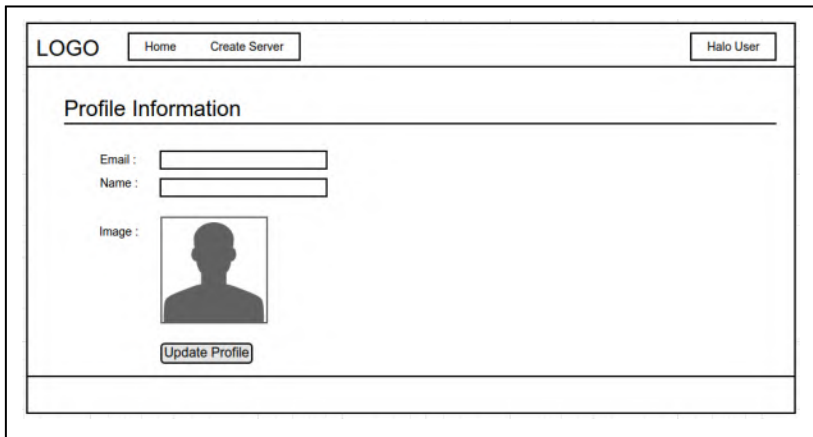 LOGO Home Create Server Halo User
Profile Information
Email :
Name :
Image :
Update Profile